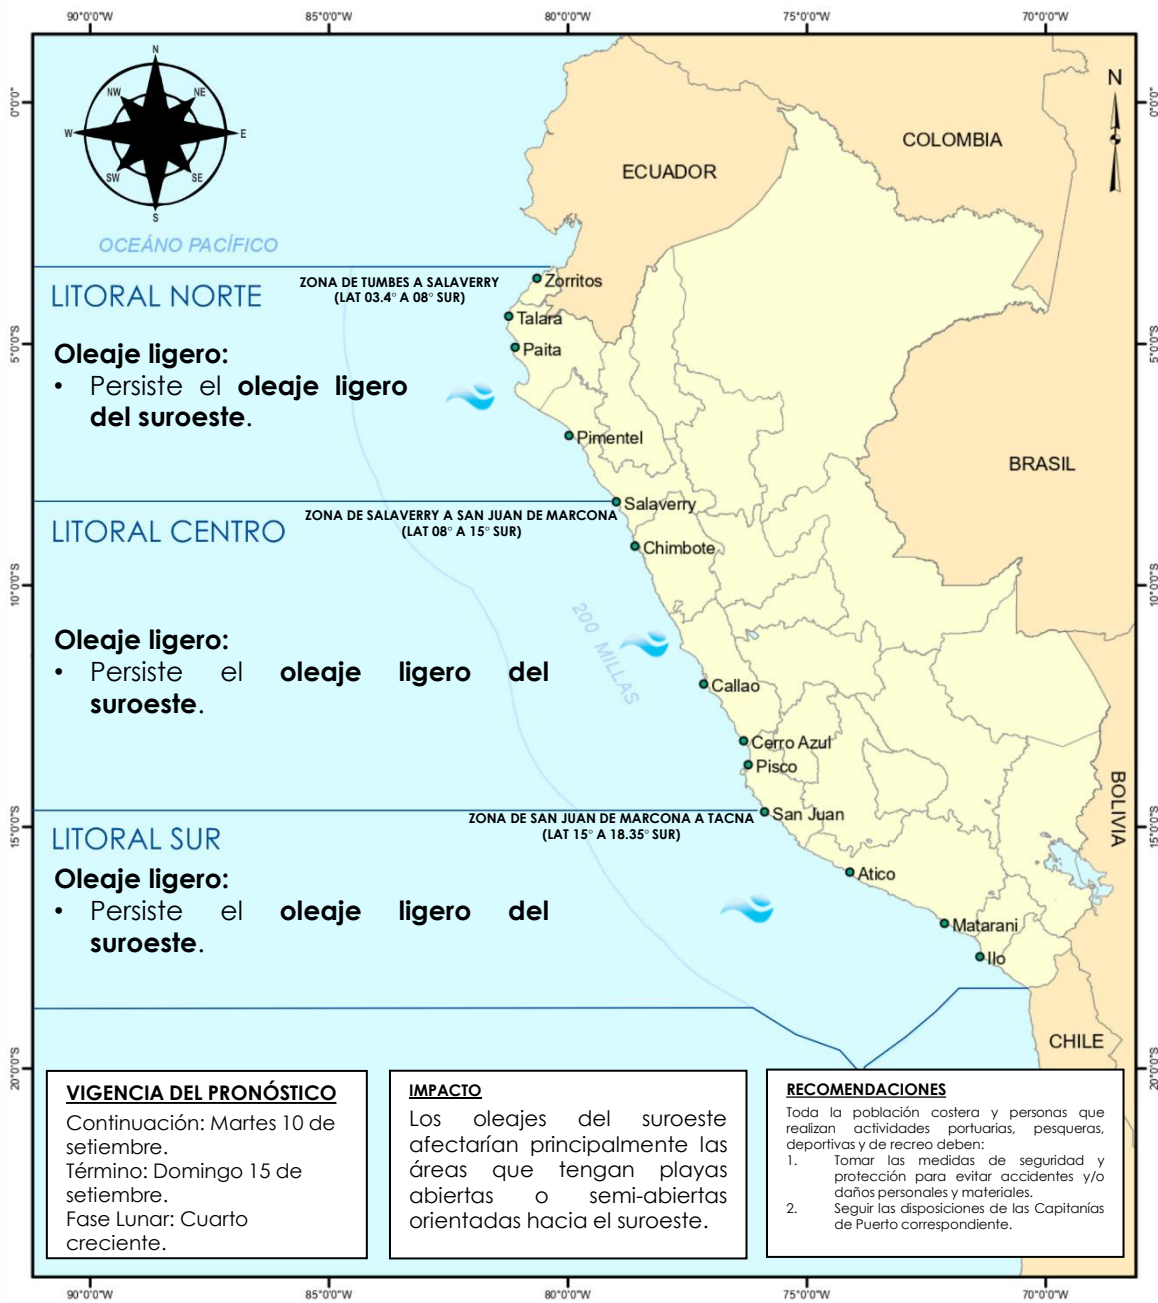 90°0'0"W 85°0'0"W 80°0'0"W 75°0'0"W 70°0'0"W
N
NW NE
W E
SW SE
S
N
0°0'0" 0°0'0"
COLOMBIA
ECUADOR
OCEÁNO PACÍFICO
ZONA DE TUMBES A SALAVERRY
(LAT 03.4° A 08° SUR)
LITORAL NORTE
Zorritos
Talara
5°0'0"S 5°0'0"S
Paita
Oleaje ligero:
• Persiste el oleaje ligero
del suroeste.
Pimentel
BRASIL
Salaverry
ZONA DE SALAVERRY A SAN JUAN DE MARCONA
(LAT 08° A 15° SUR)
LITORAL CENTRO
Chimbote
10°0'0"S 10°0'0"S
200 MILLAS
Oleaje ligero:
• Persiste el oleaje ligero del
suroeste.
Callao
Cerro Azul
Pisco
BOLIVIA
San Juan
ZONA DE SAN JUAN DE MARCONA A TACNA
(LAT 15° A 18.35° SUR)
15°0'0"S 15°0'0"S
LITORAL SUR
Oleaje ligero:
• Persiste el oleaje ligero del
suroeste.
Atico
Matarani
Ilo
CHILE
20°0'0"S 20°0'0"S
VIGENCIA DEL PRONÓSTICO
Continuación: Martes 10 de
setiembre.
Término: Domingo 15 de
setiembre.
Fase Lunar: Cuarto
creciente.
IMPACTO
Los oleajes del suroeste
afectarían principalmente las
áreas que tengan playas
abiertas o semi-abiertas
orientadas hacia el suroeste.
RECOMENDACIONES
Toda la población costera y personas que
realizan actividades portuarias, pesqueras,
deportivas y de recreo deben:
1. Tomar las medidas de seguridad y
protección para evitar accidentes y/o
daños personales y materiales.
2. Seguir las disposiciones de las Capitanías
de Puerto correspondiente.
90°0'0"W 85°0'0"W 80°0'0"W 75°0'0"W 70°0'0"W